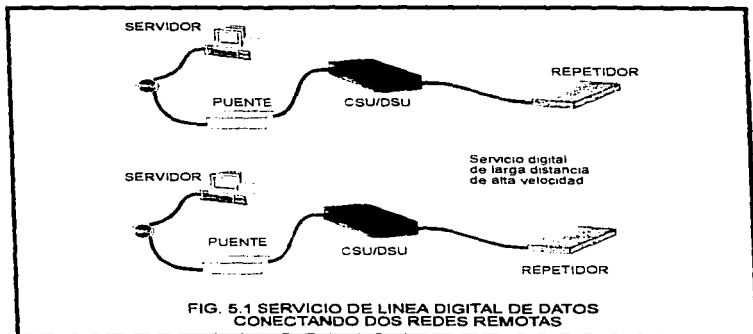 SERVIDOR
REPETIDOR
PUENTE
CSU/DSU
Servicio digital
de larga distancia
de alta velocidad
SERVIDOR
PUENTE
CSU/DSU
REPETIDOR
FIG. 5.1 SERVICIO DE LINEA DIGITAL DE DATOS
CONECTANDO DOS REDES REMOTAS